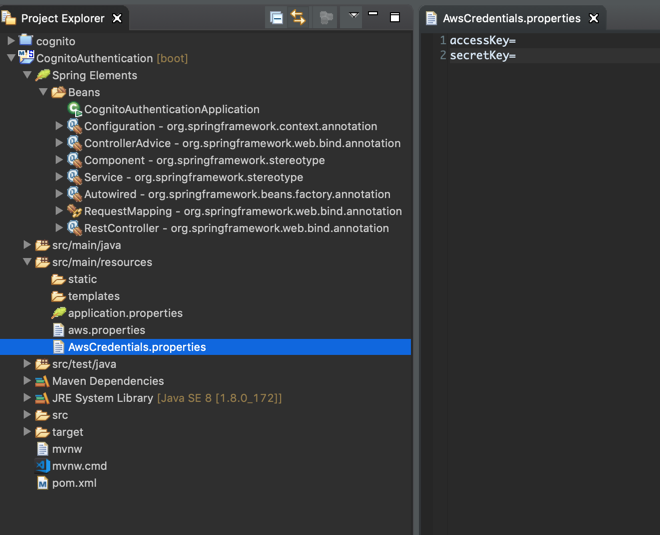 Project Explorer
cognito
CognitoAuthentication [boot]
Spring Elements
Beans
CognitoAuthenticationApplication
Configuration - org.springframework.context.annotation
ControllerAdvice - org.springframework.web.bind.annotation
Component - org.springframework.stereotype
Service - org.springframework.stereotype
Autowired - org.springframework.beans.factory.annotation
RequestMapping - org.springframework.web.bind.annotation
RestController - org.springframework.web.bind.annotation
src/main/java
src/main/resources
static
templates
application.properties
aws.properties
AwsCredentials.properties
src/test/java
Maven Dependencies
JRE System Library [Java SE 8 [1.8.0_172]]
src
target
mvnw
mvnw.cmd
pom.xml
AwsCredentials.properties
1 accessKey=
2 secretKey=